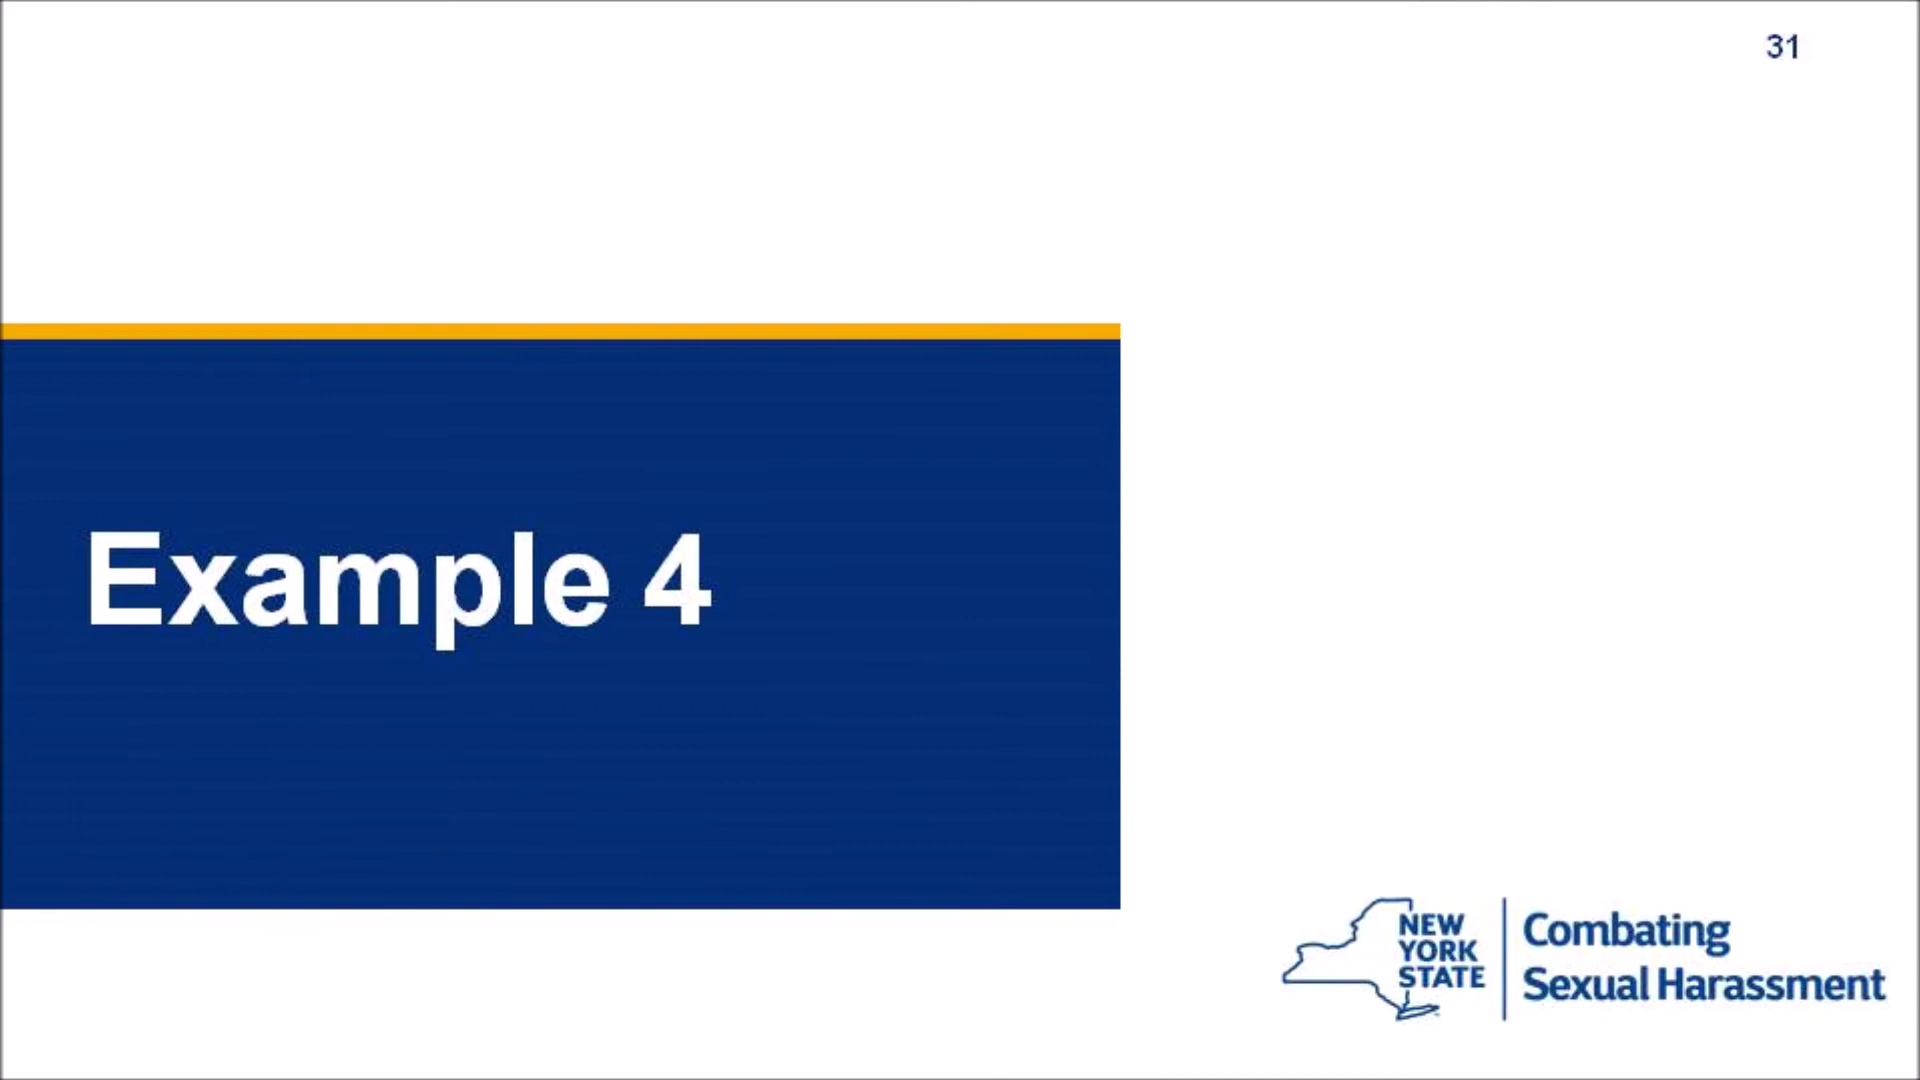 31
Example 4
NEW
YORK
STATE
Combating
Sexual Harassment